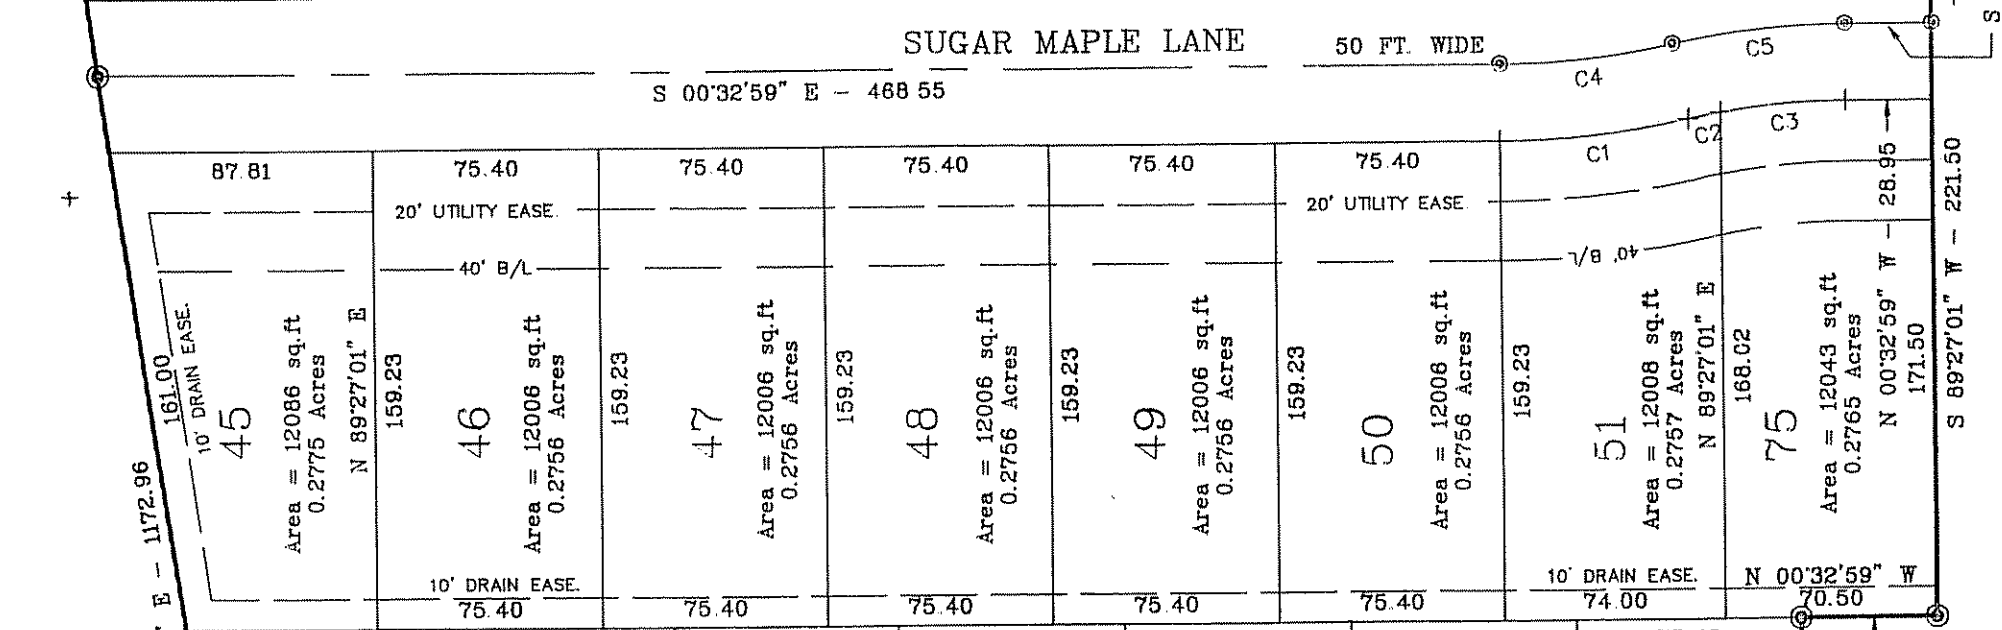 SUGAR MAPLE LANE
50 FT. WIDE
S 00°32'59" E - 468 55
C4
C5
S
C1
C2
C3
87.81
75.40
75.40
75.40
75.40
75.40
20' UTILITY EASE.
20' UTILITY EASE.
40' B/L
40' B/L
10' DRAIN EASE.
161.00
E - 1172.96
45
Area = 12086 sq.ft
0.2775 Acres
N 89°27'01" E
159.23
46
Area = 12006 sq.ft
0.2756 Acres
159.23
47
Area = 12006 sq.ft
0.2756 Acres
159.23
48
Area = 12006 sq.ft
0.2756 Acres
159.23
49
Area = 12006 sq.ft
0.2756 Acres
159.23
50
Area = 12006 sq.ft
0.2756 Acres
159.23
51
Area = 12008 sq.ft
0.2757 Acres
N 89°27'01" E
168.02
75
Area = 12043 sq.ft
0.2765 Acres
N 00°32'59" W - 28.95
171.50
S 89°27'01" W - 221.50
10' DRAIN EASE.
75.40
75.40
75.40
75.40
75.40
10' DRAIN EASE.
74.00
N 00°32'59" W
70.50